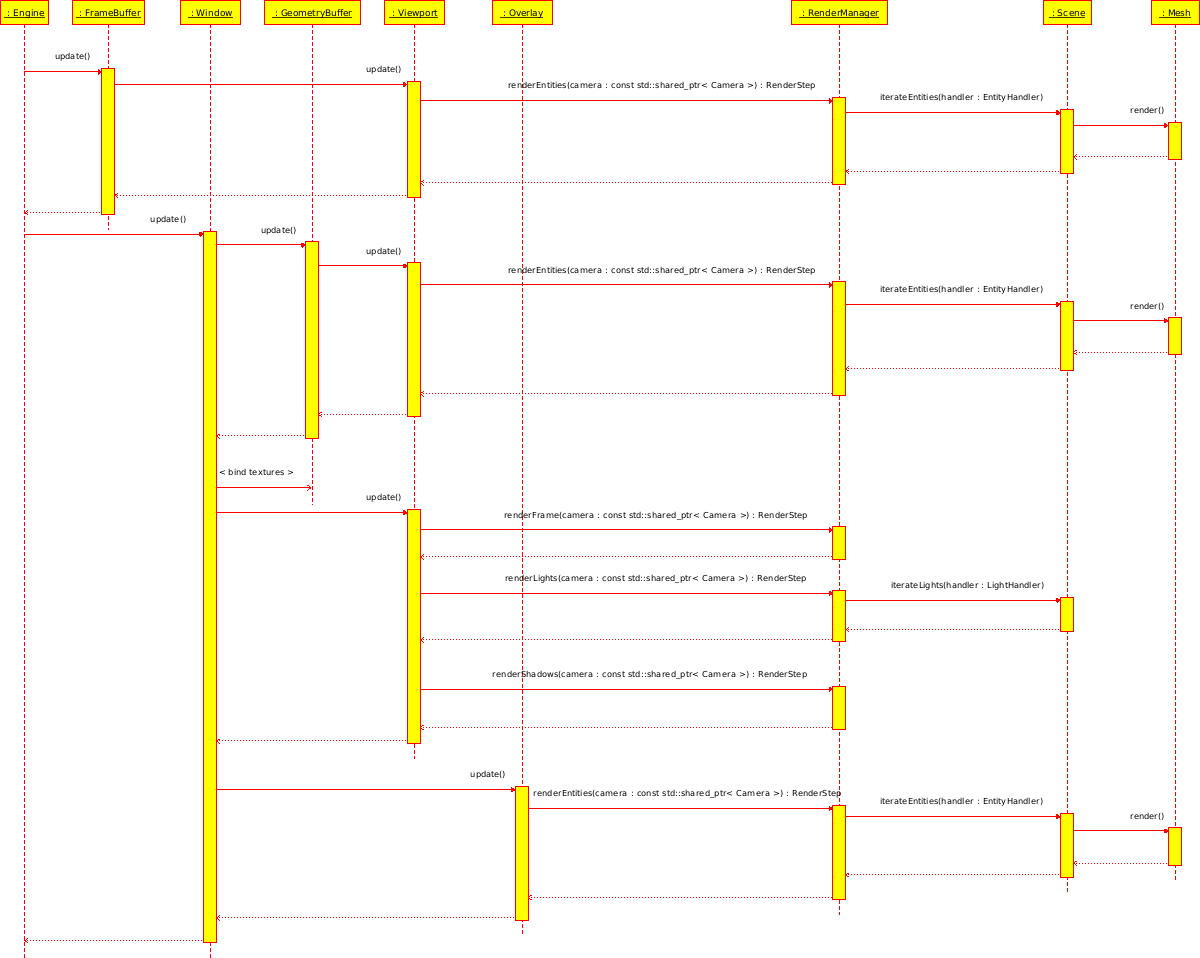 : Engine
: FrameBuffer
: Window
: GeometryBuffer
: Viewport
: Overlay
: RenderManager
: Scene
: Mesh
update()
update()
renderEntities(camera : const std::shared_ptr< Camera >) : RenderStep
iterateEntities(handler : EntityHandler)
render()
update()
update()
update()
renderEntities(camera : const std::shared_ptr< Camera >) : RenderStep
iterateEntities(handler : EntityHandler)
render()
< bind textures >
update()
renderFrame(camera : const std::shared_ptr< Camera >) : RenderStep
renderLights(camera : const std::shared_ptr< Camera >) : RenderStep
iterateLights(handler : LightHandler)
renderShadows(camera : const std::shared_ptr< Camera >) : RenderStep
update()
renderEntities(camera : const std::shared_ptr< Camera >) : RenderStep
iterateEntities(handler : EntityHandler)
render()